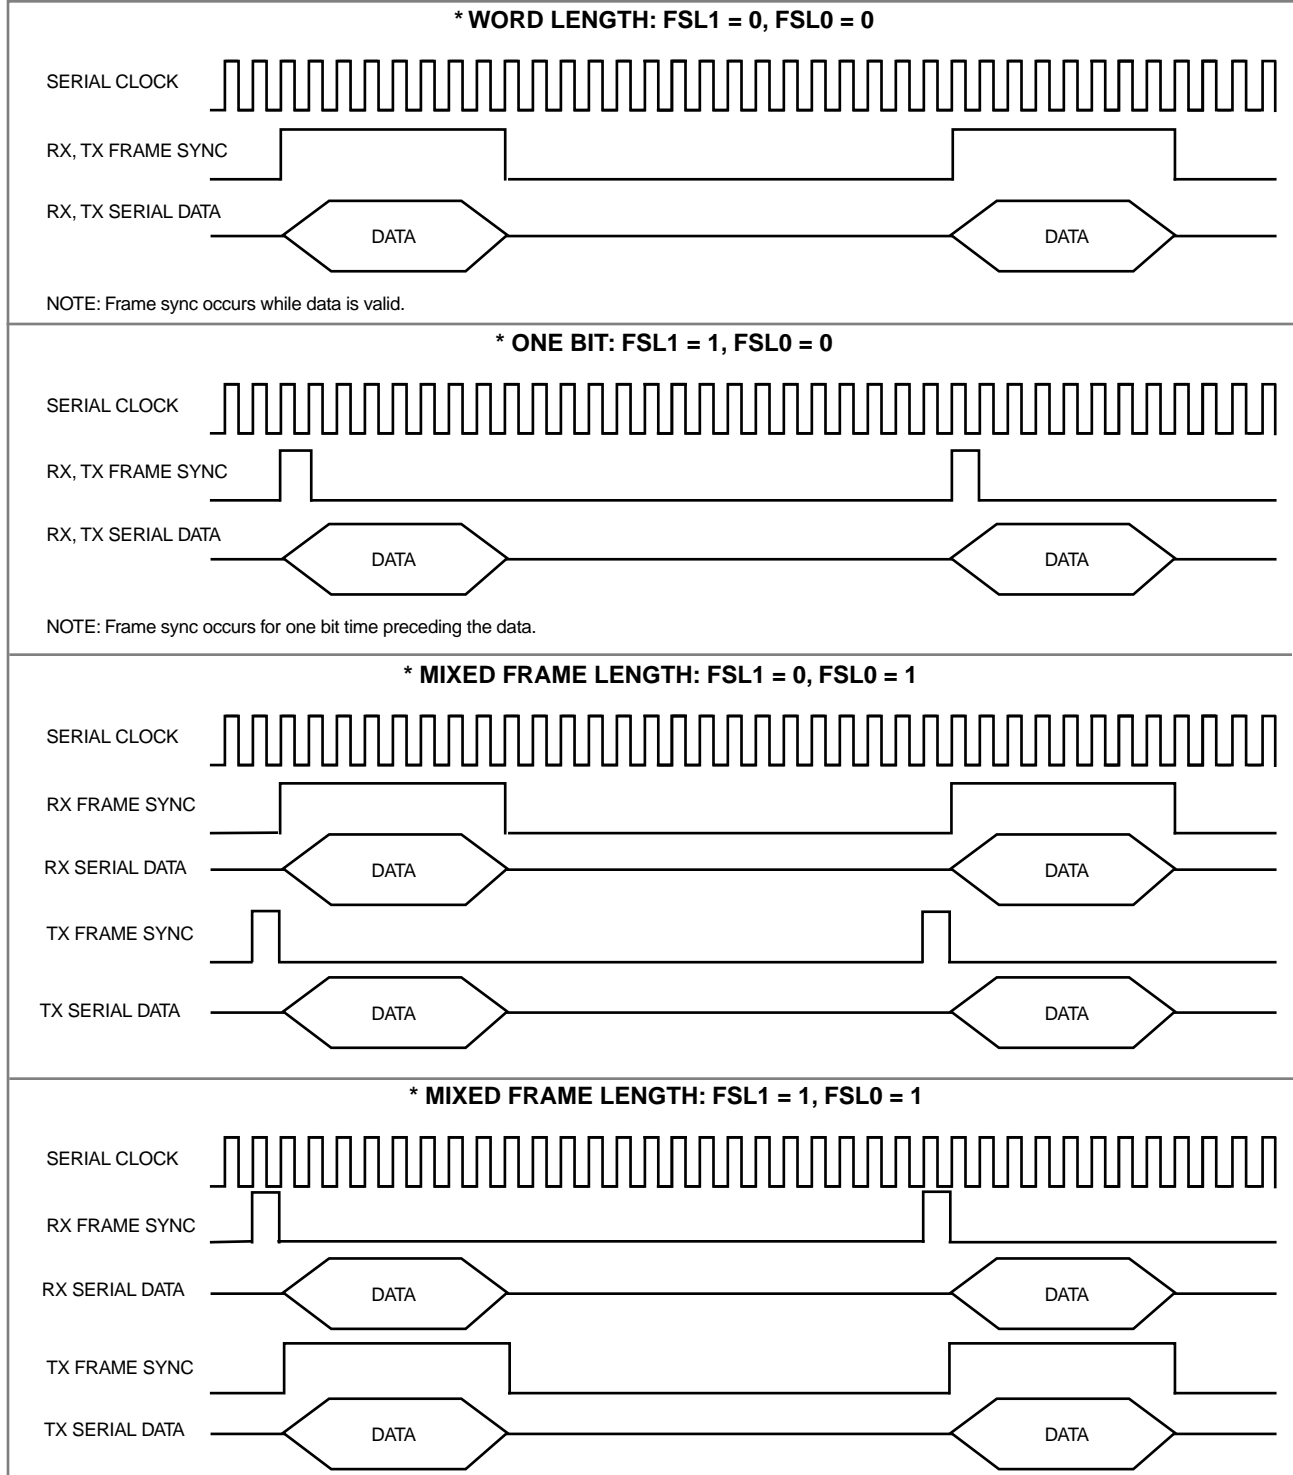 * WORD LENGTH: FSL1 = 0, FSL0 = 0
SERIAL CLOCK
RX, TX FRAME SYNC
RX, TX SERIAL DATA
DATA
DATA
NOTE: Frame sync occurs while data is valid.
* ONE BIT: FSL1 = 1, FSL0 = 0
SERIAL CLOCK
RX, TX FRAME SYNC
RX, TX SERIAL DATA
DATA
DATA
NOTE: Frame sync occurs for one bit time preceding the data.
* MIXED FRAME LENGTH: FSL1 = 0, FSL0 = 1
SERIAL CLOCK
RX FRAME SYNC
RX SERIAL DATA
DATA
DATA
TX FRAME SYNC
TX SERIAL DATA
DATA
DATA
* MIXED FRAME LENGTH: FSL1 = 1, FSL0 = 1
SERIAL CLOCK
RX FRAME SYNC
RX SERIAL DATA
DATA
DATA
TX FRAME SYNC
TX SERIAL DATA
DATA
DATA